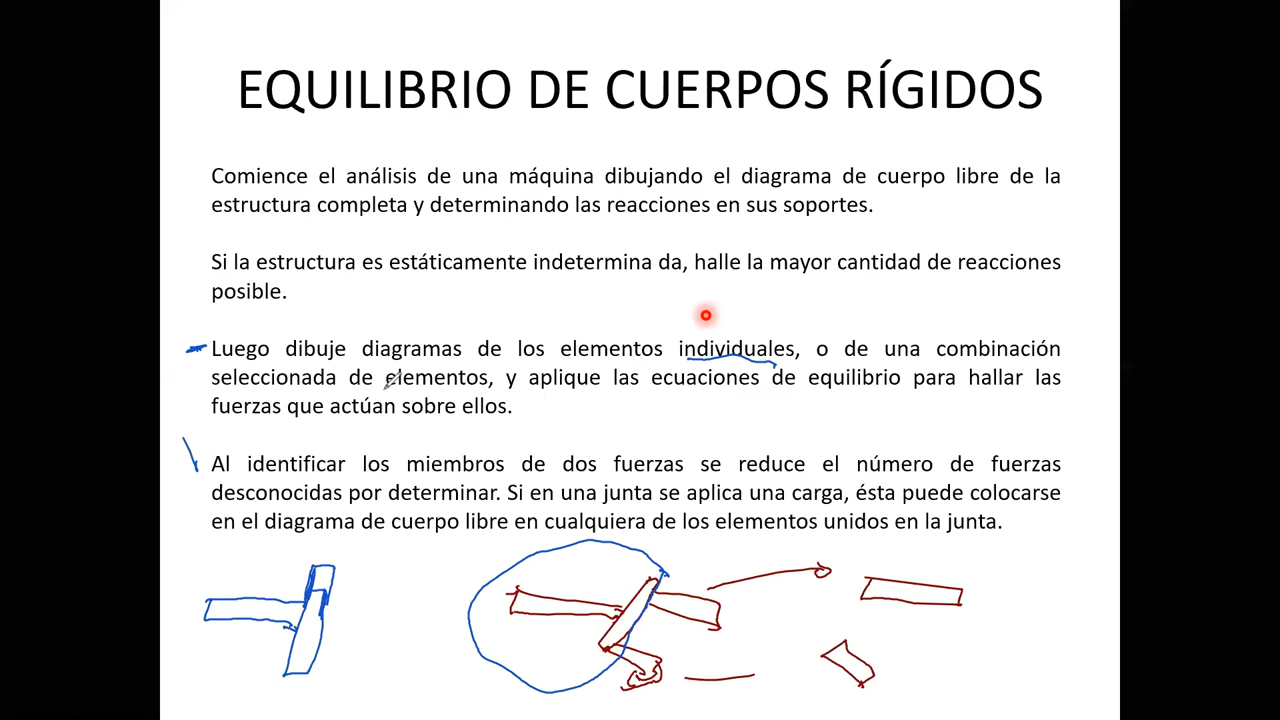 EQUILIBRIO DE CUERPOS RÍGIDOS
Comience el análisis de una máquina dibujando el diagrama de cuerpo libre de la
estructura completa y determinando las reacciones en sus soportes.
Si la estructura es estáticamente indetermina da, halle la mayor cantidad de reacciones
posible.
Luego dibuje diagramas de los elementos individuales, o de una combinación
seleccionada de elementos, y aplique las ecuaciones de equilibrio para hallar las
fuerzas que actúan sobre ellos.
Al identificar los miembros de dos fuerzas se reduce el número de fuerzas
desconocidas por determinar. Si en una junta se aplica una carga, ésta puede colocarse
en el diagrama de cuerpo libre en cualquiera de los elementos unidos en la junta.